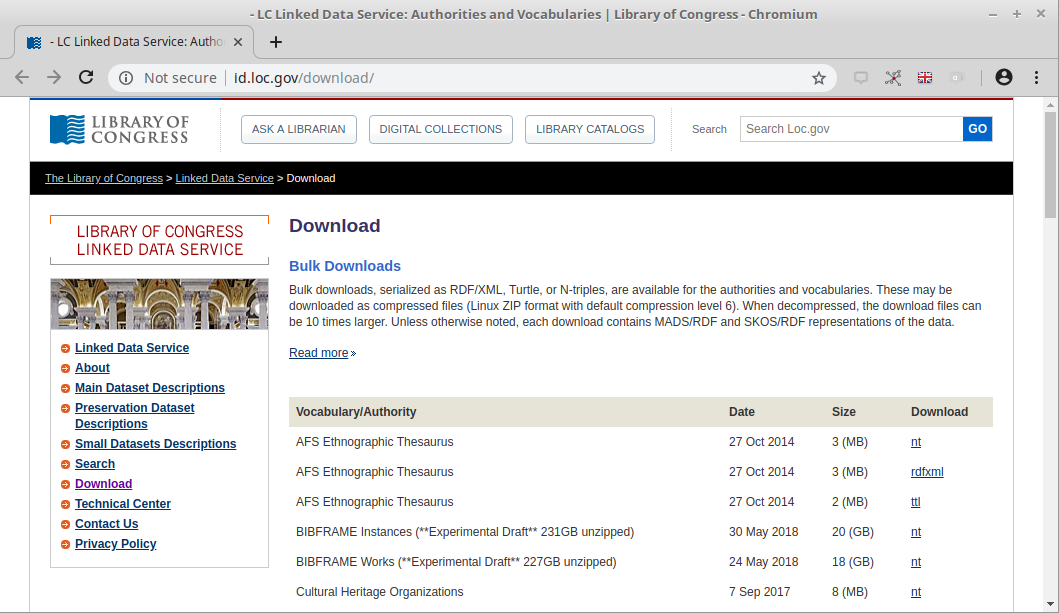 - LC Linked Data Service: Authorities and Vocabularies | Library of Congress - Chromium
- LC Linked Data Service: Autho
Not secure | id.loc.gov/download/
LIBRARY OF
CONGRESS
ASK A LIBRARIAN
DIGITAL COLLECTIONS
LIBRARY CATALOGS
Search
Search Loc.gov
GO
The Library of Congress > Linked Data Service > Download
LIBRARY OF CONGRESS
LINKED DATA SERVICE
Linked Data Service
About
Main Dataset Descriptions
Preservation Dataset
Descriptions
Small Datasets Descriptions
Search
Download
Technical Center
Contact Us
Privacy Policy
Download
Bulk Downloads
Bulk downloads, serialized as RDF/XML, Turtle, or N-triples, are available for the authorities and vocabularies. These may be
downloaded as compressed files (Linux ZIP format with default compression level 6). When decompressed, the download files can
be 10 times larger. Unless otherwise noted, each download contains MADS/RDF and SKOS/RDF representations of the data.
Read more »
Vocabulary/Authority Date Size Download
AFS Ethnographic Thesaurus 27 Oct 2014 3 (MB) nt
AFS Ethnographic Thesaurus 27 Oct 2014 3 (MB) rdfxml
AFS Ethnographic Thesaurus 27 Oct 2014 2 (MB) ttl
BIBFRAME Instances (**Experimental Draft** 231GB unzipped) 30 May 2018 20 (GB) nt
BIBFRAME Works (**Experimental Draft** 227GB unzipped) 24 May 2018 18 (GB) nt
Cultural Heritage Organizations 7 Sep 2017 8 (MB) nt